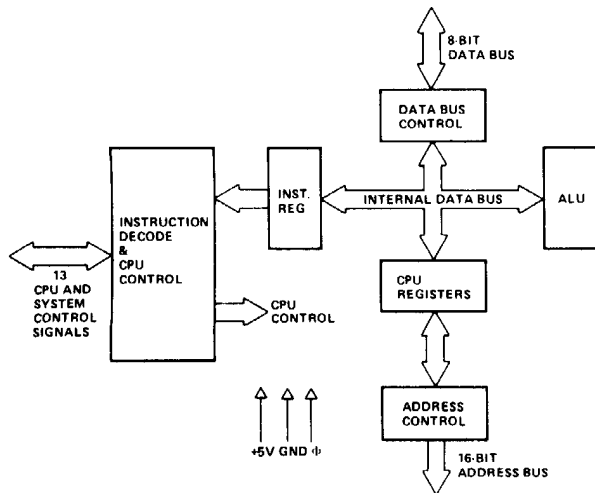 8-BIT
DATA BUS
DATA BUS
CONTROL
INSTRUCTION
DECODE
&
CPU
CONTROL
INST.
REG
INTERNAL DATA BUS
ALU
13
CPU AND
SYSTEM
CONTROL
SIGNALS
CPU
CONTROL
CPU
REGISTERS
ADDRESS
CONTROL
+5V GND Φ
16-BIT
ADDRESS BUS